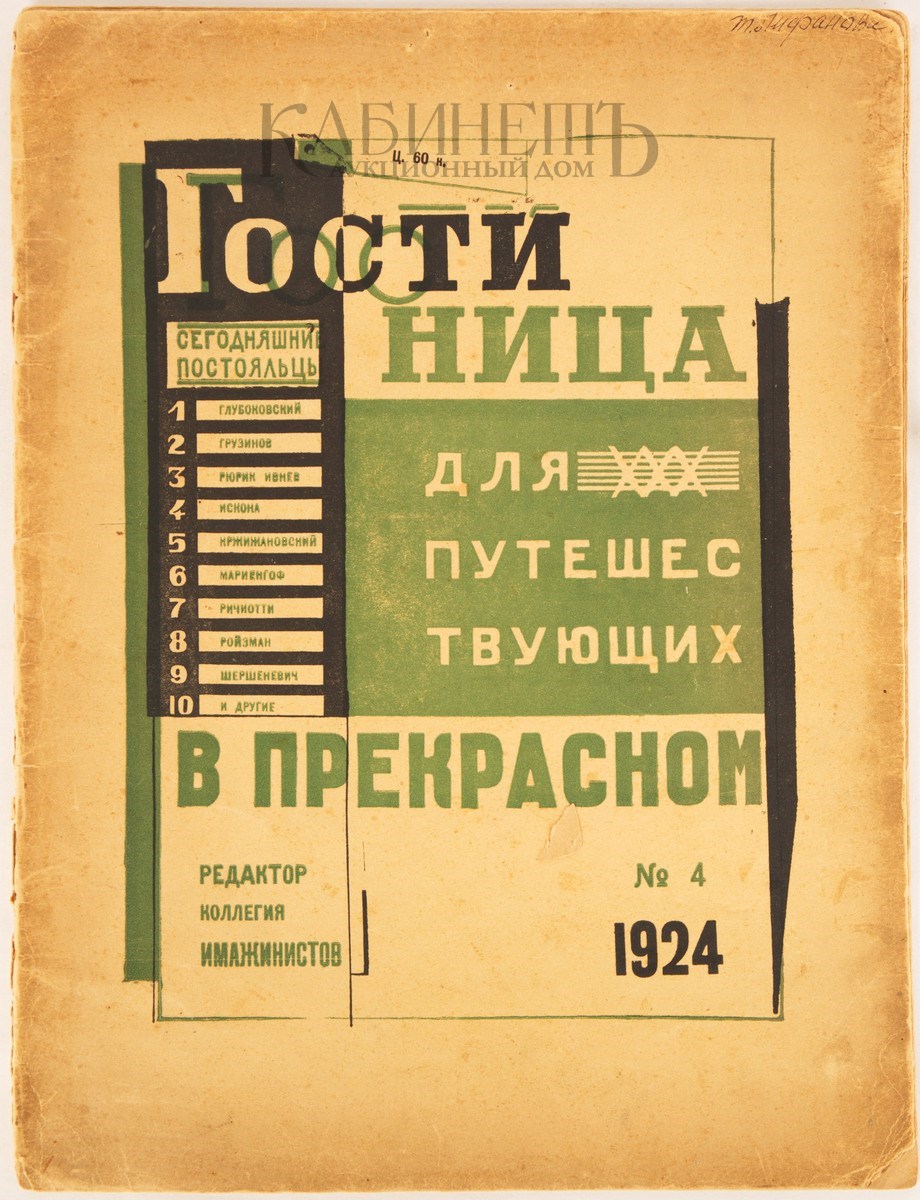 КАБИНЕТЪ
АУКЦИОННЫЙ ДОМ
Ц. 60 к.
Гости
НИЦА
СЕГОДНЯШНИЕ
ПОСТОЯЛЬЦЫ
1 ГЛУБОКОВСКИЙ
2 ГРУЗИНОВ
3 РЮРИК ИВНЕВ
4 ИСКОНА
5 КРЖИЖАНОВСКИЙ
6 МАРИЕНГОФ
7 РИЧИОТТИ
8 РОЙЗМАН
9 ШЕРШЕНЕВИЧ
10 И ДРУГИЕ
ДЛЯ
ПУТЕШЕС
ТВУЮЩИХ
В ПРЕКРАСНОМ
РЕДАКТОР
КОЛЛЕГИЯ
ИМАЖИНИСТОВ
№ 4
1924